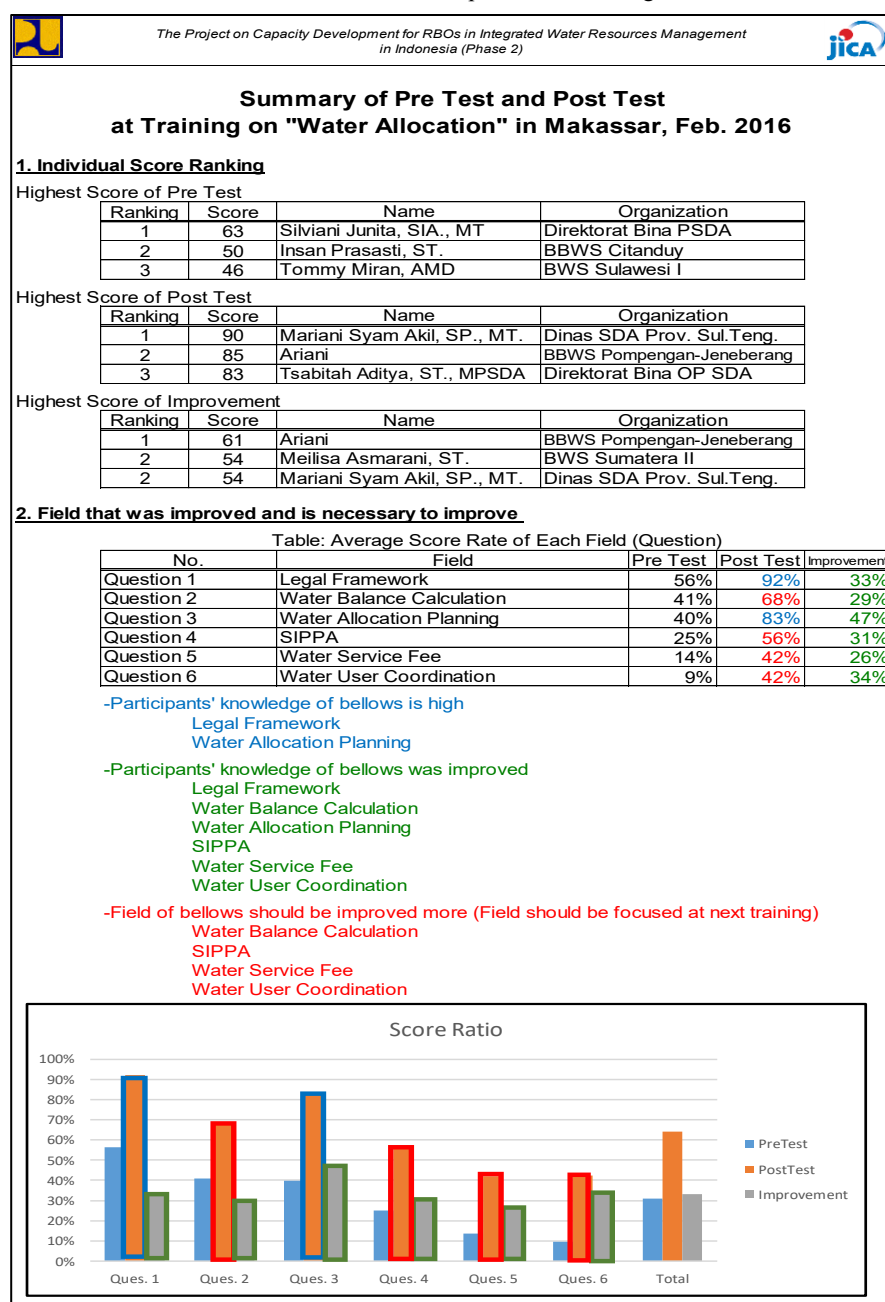 The Project on Capacity Development for RBOs in Integrated Water Resources Management
in Indonesia (Phase 2)
jica
Summary of Pre Test and Post Test
at Training on "Water Allocation" in Makassar, Feb. 2016
1. Individual Score Ranking
Highest Score of Pre Test
Ranking Score Name Organization
1 63 Silviani Junita, SIA., MT Direktorat Bina PSDA
2 50 Insan Prasasti, ST. BBWS Citanduy
3 46 Tommy Miran, AMD BWS Sulawesi I
Highest Score of Post Test
Ranking Score Name Organization
1 90 Mariani Syam Akil, SP., MT. Dinas SDA Prov. Sul.Teng.
2 85 Ariani BBWS Pompengan-Jeneberang
3 83 Tsabitah Aditya, ST., MPSDA Direktorat Bina OP SDA
Highest Score of Improvement
Ranking Score Name Organization
1 61 Ariani BBWS Pompengan-Jeneberang
2 54 Meilisa Asmarani, ST. BWS Sumatera II
2 54 Mariani Syam Akil, SP., MT. Dinas SDA Prov. Sul.Teng.
2. Field that was improved and is necessary to improve
Table: Average Score Rate of Each Field (Question)
No. Field Pre Test Post Test Improvement
Question 1 Legal Framework 56% 92% 33%
Question 2 Water Balance Calculation 41% 68% 29%
Question 3 Water Allocation Planning 40% 83% 47%
Question 4 SIPPA 25% 56% 31%
Question 5 Water Service Fee 14% 42% 26%
Question 6 Water User Coordination 9% 42% 34%
-Participants' knowledge of bellows is high
Legal Framework
Water Allocation Planning
-Participants' knowledge of bellows was improved
Legal Framework
Water Balance Calculation
Water Allocation Planning
SIPPA
Water Service Fee
Water User Coordination
-Field of bellows should be improved more (Field should be focused at next training)
Water Balance Calculation
SIPPA
Water Service Fee
Water User Coordination
Score Ratio
100%
90%
80%
70%
60%
50%
40%
30%
20%
10%
0%
Ques. 1 Ques. 2 Ques. 3 Ques. 4 Ques. 5 Ques. 6 Total
PreTest
PostTest
Improvement